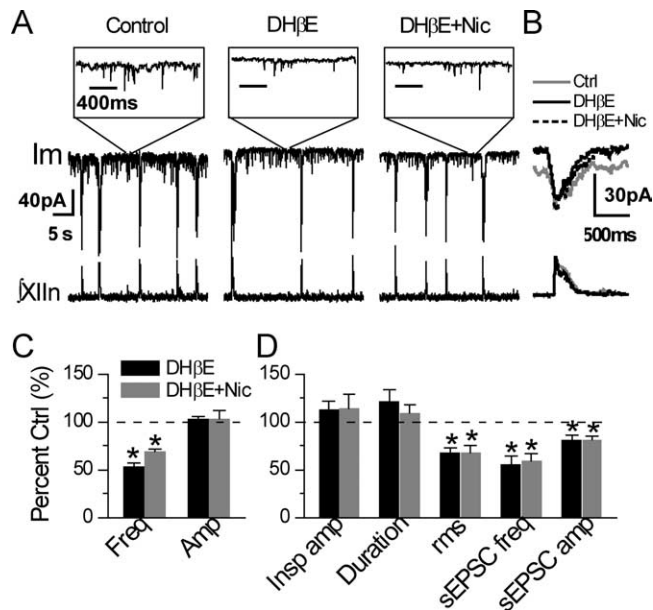 A
Control
DHβE
DHβE+Nic
B
400ms
Ctrl
DHβE
DHβE+Nic
Im
40pA
5 s
30pA
500ms
∫XIIn
C
DHβE
DHβE+Nic
D
Percent Ctrl (%)
150
100
50
0
* *
Freq
Amp
150
100
50
0
* * * * * *
Insp amp
Duration
rms
sEPSC freq
sEPSC amp